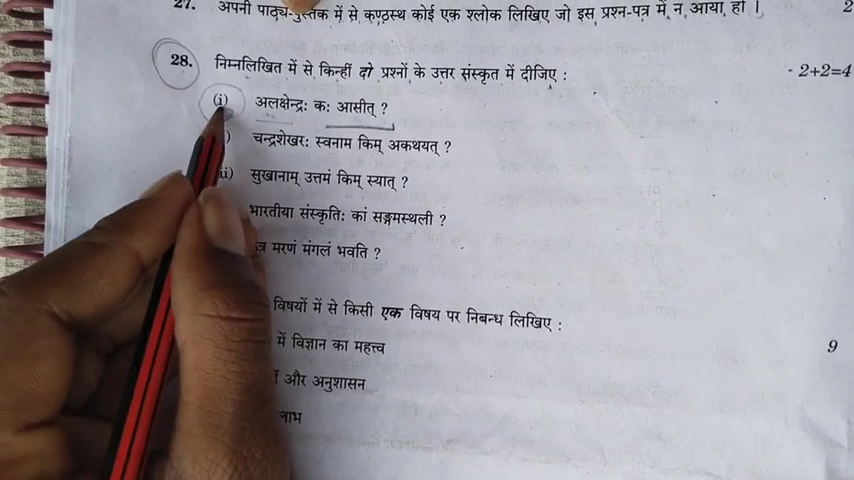 27. अपनी पाठ्य-पुस्तक में से कण्ठस्थ कोई एक श्लोक लिखिए जो इस प्रश्न-पत्र में न आया हो । 2
28. निम्नलिखित में से किन्हीं दो प्रश्नों के उत्तर संस्कृत में दीजिए : - 2+2=4
(i) अलक्षेन्द्रः कः आसीत् ?
) चन्द्रशेखरः स्वनाम किम् अकथयत् ?
ii) सुखानाम् उत्तमं किम् स्यात् ?
भारतीया संस्कृतिः कां सङ्गमस्थली ?
मरणं मंगलं भवति ?
विषयों में से किसी एक विषय पर निबन्ध लिखिए :
में विज्ञान का महत्त्व 9
और अनुशासन